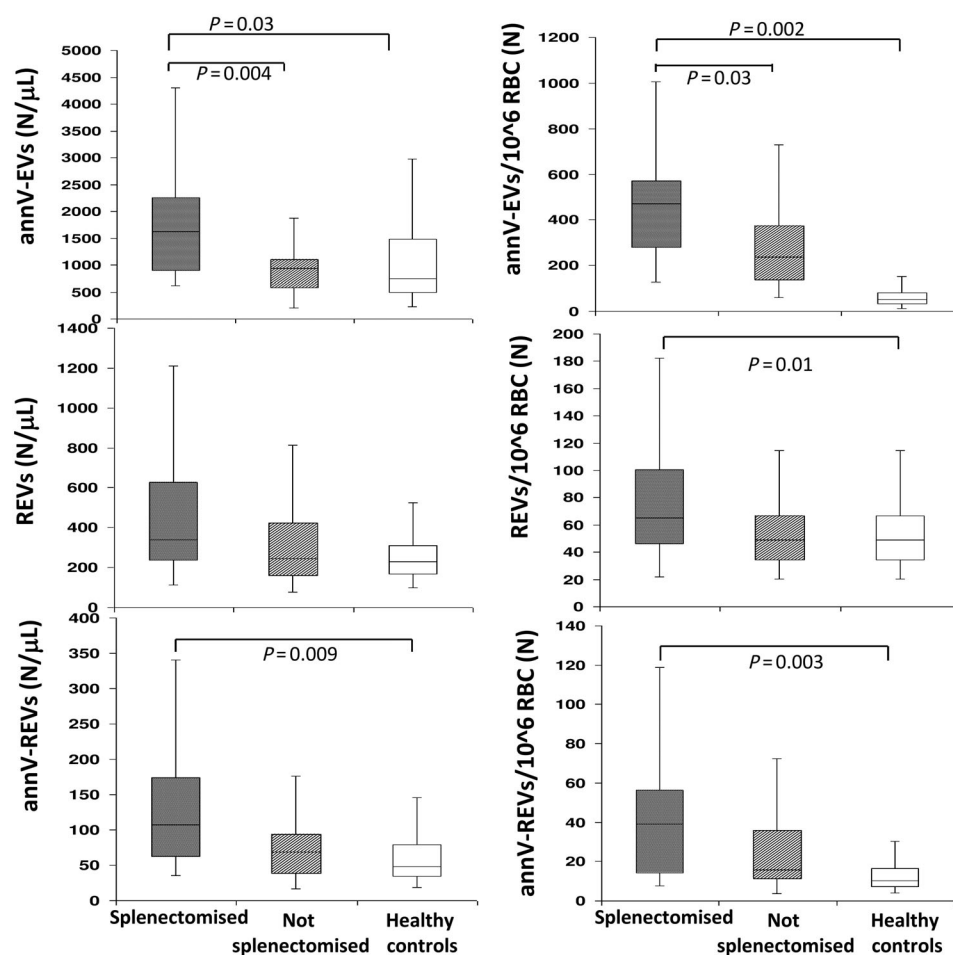 P = 0.03
P = 0.004
annV-EVs (N/µL)
5000
4500
4000
3500
3000
2500
2000
1500
1000
500
0
P = 0.002
P = 0.03
annV-EVs/10^6 RBC (N)
1200
1000
800
600
400
200
0
REVs (N/µL)
1400
1200
1000
800
600
400
200
0
P = 0.01
REVs/10^6 RBC (N)
200
180
160
140
120
100
80
60
40
20
0
P = 0.009
annV-REVs (N/µL)
400
350
300
250
200
150
100
50
0
Splenectomised
Not
splenectomised
Healthy
controls
P = 0.003
annV-REVs/10^6 RBC (N)
140
120
100
80
60
40
20
0
Splenectomised
Not
splenectomised
Healthy
controls